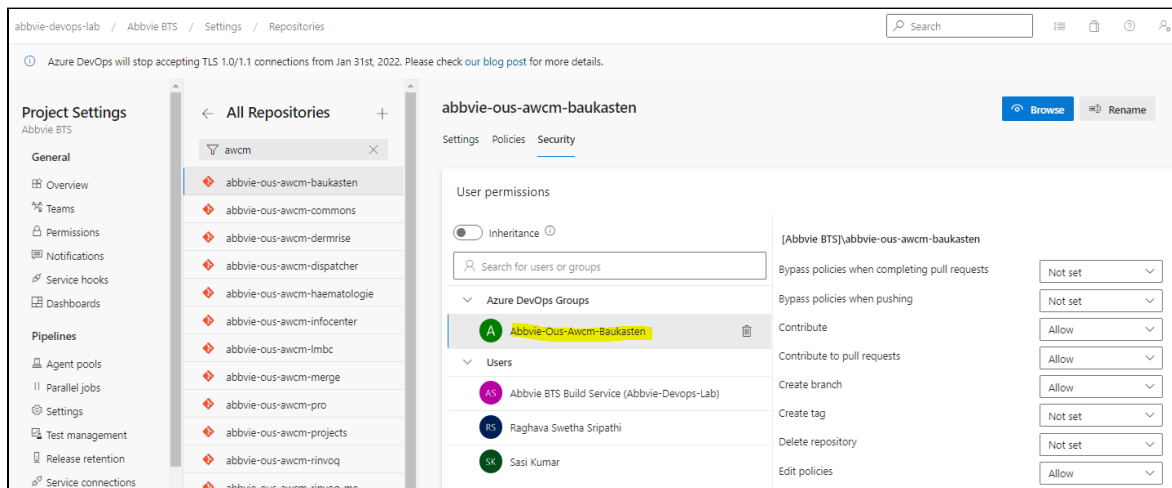 abbvie-devops-lab / Abbvie BTS / Settings / Repositories
Search
Azure DevOps will stop accepting TLS 1.0/1.1 connections from Jan 31st, 2022. Please check our blog post for more details.
Project Settings
Abbvie BTS
General
Overview
Teams
Permissions
Notifications
Service hooks
Dashboards
Pipelines
Agent pools
Parallel jobs
Settings
Test management
Release retention
Service connections
All Repositories
awcm
abbvie-ous-awcm-baukasten
abbvie-ous-awcm-commons
abbvie-ous-awcm-dermrise
abbvie-ous-awcm-dispatcher
abbvie-ous-awcm-haematologie
abbvie-ous-awcm-infocenter
abbvie-ous-awcm-lmbc
abbvie-ous-awcm-merge
abbvie-ous-awcm-pro
abbvie-ous-awcm-projects
abbvie-ous-awcm-rinvoq
abbvie-ous-awcm-baukasten
Browse
Rename
Settings Policies Security
User permissions
Inheritance
Search for users or groups
Azure DevOps Groups
A Abbvie-Ous-Awcm-Baukasten
Users
AS Abbvie BTS Build Service (Abbvie-Devops-Lab)
RS Raghava Swetha Sripathi
SK Sasi Kumar
[Abbvie BTS]\abbvie-ous-awcm-baukasten
Bypass policies when completing pull requests Not set
Bypass policies when pushing Not set
Contribute Allow
Contribute to pull requests Allow
Create branch Allow
Create tag Not set
Delete repository Not set
Edit policies Allow